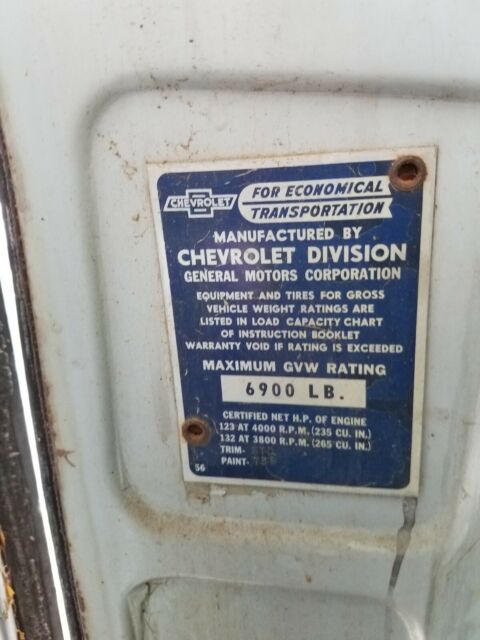 CHEVROLET
FOR ECONOMICAL
TRANSPORTATION
MANUFACTURED BY
CHEVROLET DIVISION
GENERAL MOTORS CORPORATION
EQUIPMENT AND TIRES FOR GROSS
VEHICLE WEIGHT RATINGS ARE
LISTED IN LOAD CAPACITY CHART
OF INSTRUCTION BOOKLET
WARRANTY VOID IF RATING IS EXCEEDED
MAXIMUM GVW RATING
6900 LB.
CERTIFIED NET H.P. OF ENGINE
123 AT 4000 R.P.M. (235 CU. IN.)
132 AT 3800 R.P.M. (265 CU. IN.)
TRIM-
PAINT-
56